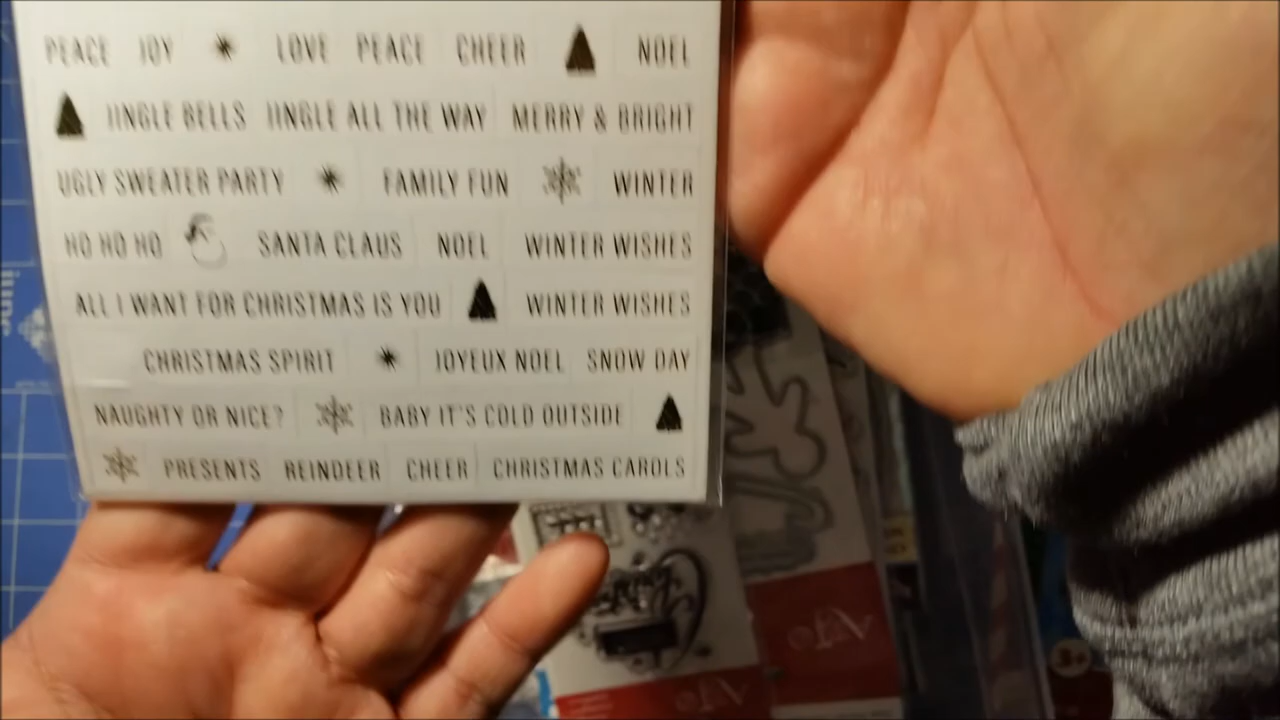 PEACE JOY LOVE PEACE CHEER NOEL
JINGLE BELLS JINGLE ALL THE WAY MERRY & BRIGHT
UGLY SWEATER PARTY FAMILY FUN WINTER
HO HO HO SANTA CLAUS NOEL WINTER WISHES
ALL I WANT FOR CHRISTMAS IS YOU WINTER WISHES
CHRISTMAS SPIRIT JOYEUX NOEL SNOW DAY
NAUGHTY OR NICE? BABY IT'S COLD OUTSIDE
PRESENTS REINDEER CHEER CHRISTMAS CAROLS